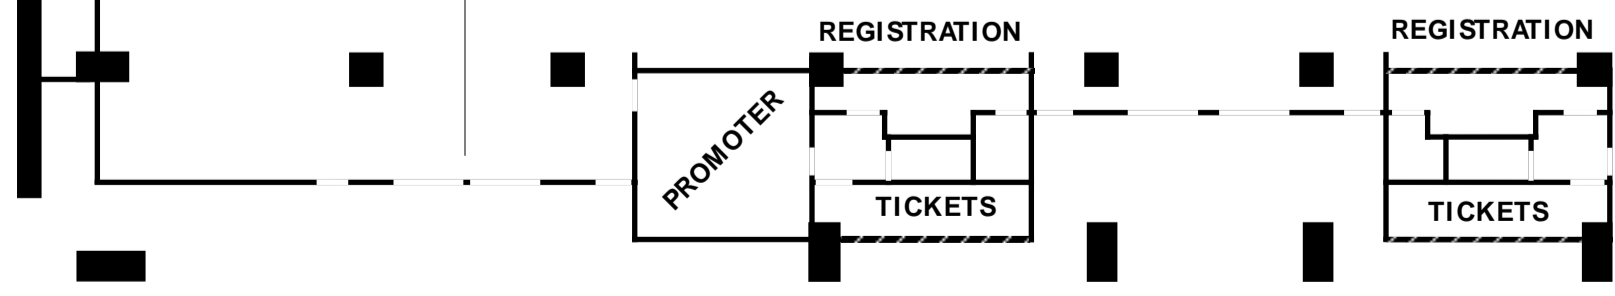 REGISTRATION
REGISTRATION
PROMOTER
TICKETS
TICKETS